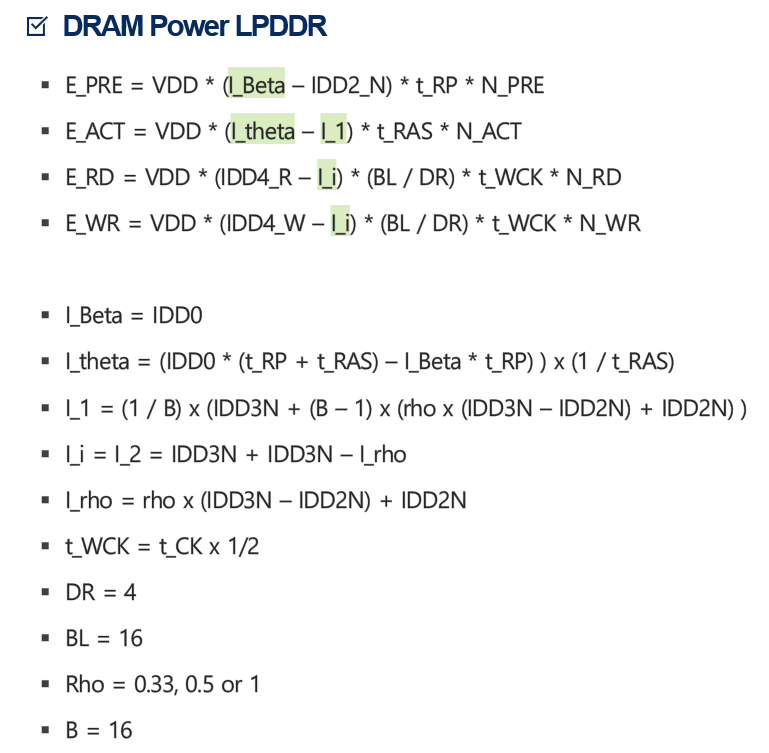 DRAM Power LPDDR
E_PRE = VDD * (I_Beta – IDD2_N) * t_RP * N_PRE
E_ACT = VDD * (I_theta – I_1) * t_RAS * N_ACT
E_RD = VDD * (IDD4_R – I_i) * (BL / DR) * t_WCK * N_RD
E_WR = VDD * (IDD4_W – I_i) * (BL / DR) * t_WCK * N_WR
I_Beta = IDD0
I_theta = (IDD0 * (t_RP + t_RAS) – I_Beta * t_RP) ) x (1 / t_RAS)
I_1 = (1 / B) x (IDD3N + (B – 1) x (rho x (IDD3N – IDD2N) + IDD2N) )
I_i = I_2 = IDD3N + IDD3N – I_rho
I_rho = rho x (IDD3N – IDD2N) + IDD2N
t_WCK = t_CK x 1/2
DR = 4
BL = 16
Rho = 0.33, 0.5 or 1
B = 16